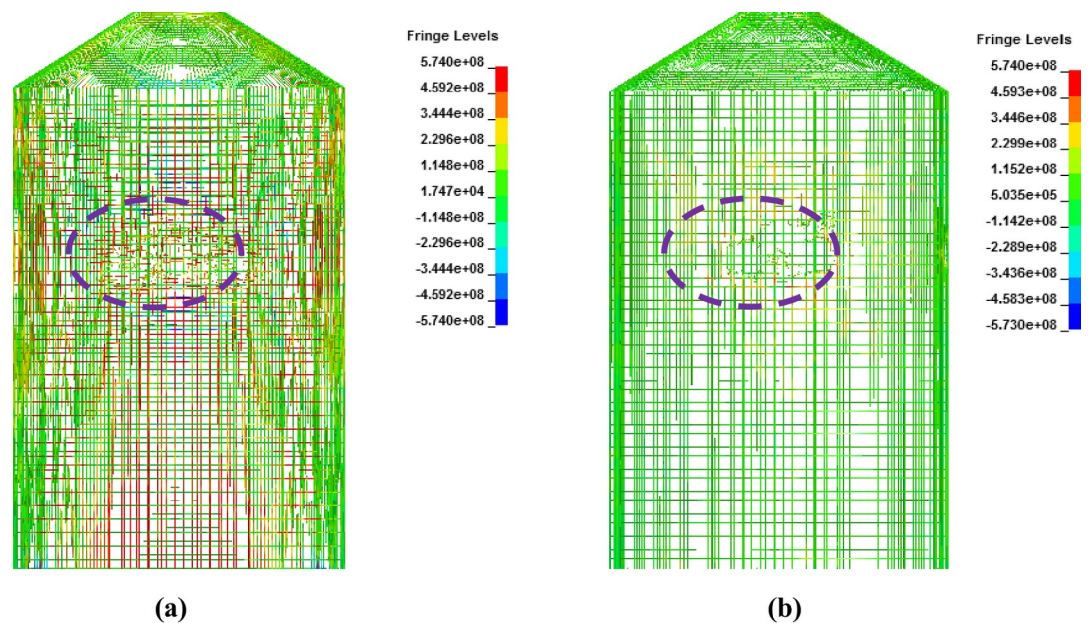 Fringe Levels
5.740e+08
4.592e+08
3.444e+08
2.296e+08
1.148e+08
1.747e+04
-1.148e+08
-2.296e+08
-3.444e+08
-4.592e+08
-5.740e+08
Fringe Levels
5.740e+08
4.593e+08
3.446e+08
2.299e+08
1.152e+08
5.035e+05
-1.142e+08
-2.289e+08
-3.436e+08
-4.583e+08
-5.730e+08
(a)
(b)